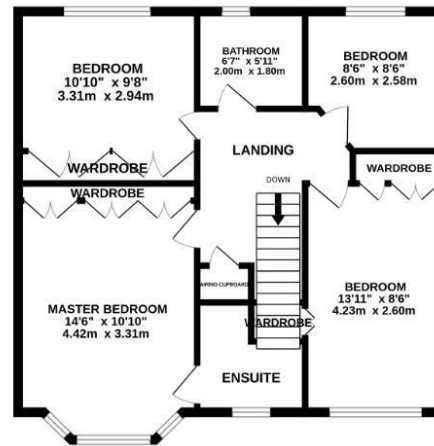 BEDROOM
10'10" x 9'8"
3.31m x 2.94m
WARDROBE
BATHROOM
6'7" x 5'11"
2.00m x 1.80m
BEDROOM
8'6" x 8'6"
2.60m x 2.58m
LANDING
DOWN
WARDROBE
WARDROBE
MASTER BEDROOM
14'6" x 10'10"
4.42m x 3.31m
AIRING CUPBOARD
WARDROBE
BEDROOM
13'11" x 8'6"
4.23m x 2.60m
ENSUITE